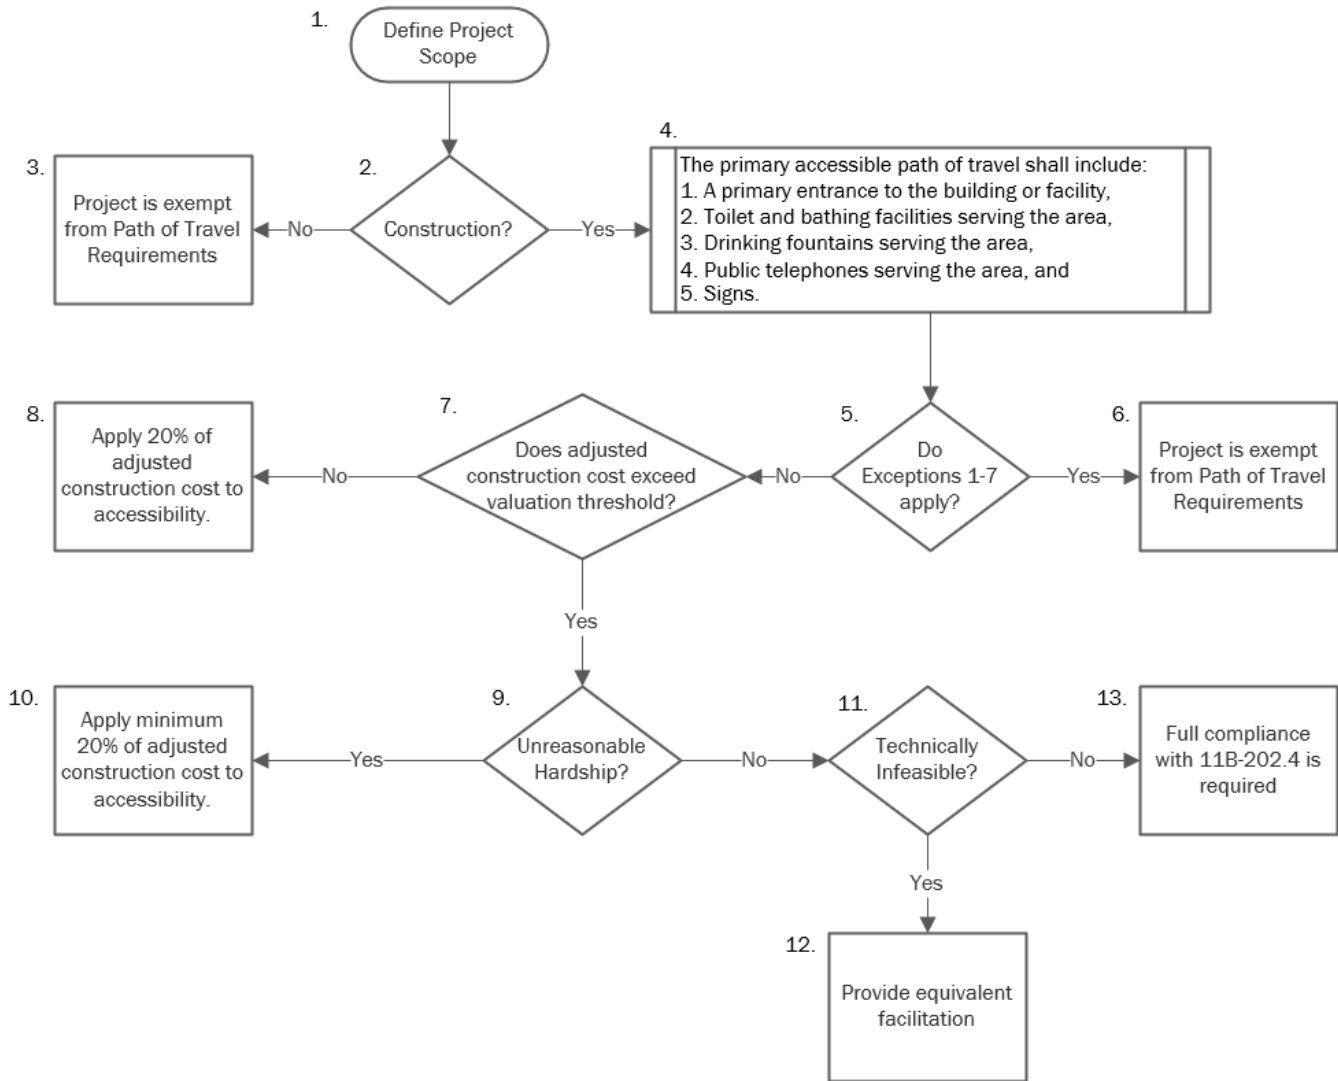 1.
Define Project
Scope
2.
Construction?
No
3.
Project is exempt
from Path of Travel
Requirements
Yes
4.
The primary accessible path of travel shall include:
1. A primary entrance to the building or facility,
2. Toilet and bathing facilities serving the area,
3. Drinking fountains serving the area,
4. Public telephones serving the area, and
5. Signs.
5.
Do
Exceptions 1-7
apply?
Yes
6.
Project is exempt
from Path of Travel
Requirements
No
7.
Does adjusted
construction cost exceed
valuation threshold?
No
8.
Apply 20% of
adjusted
construction cost to
accessibility.
Yes
9.
Unreasonable
Hardship?
Yes
10.
Apply minimum
20% of adjusted
construction cost to
accessibility.
No
11.
Technically
Infeasible?
Yes
12.
Provide equivalent
facilitation
No
13.
Full compliance
with 11B-202.4 is
required